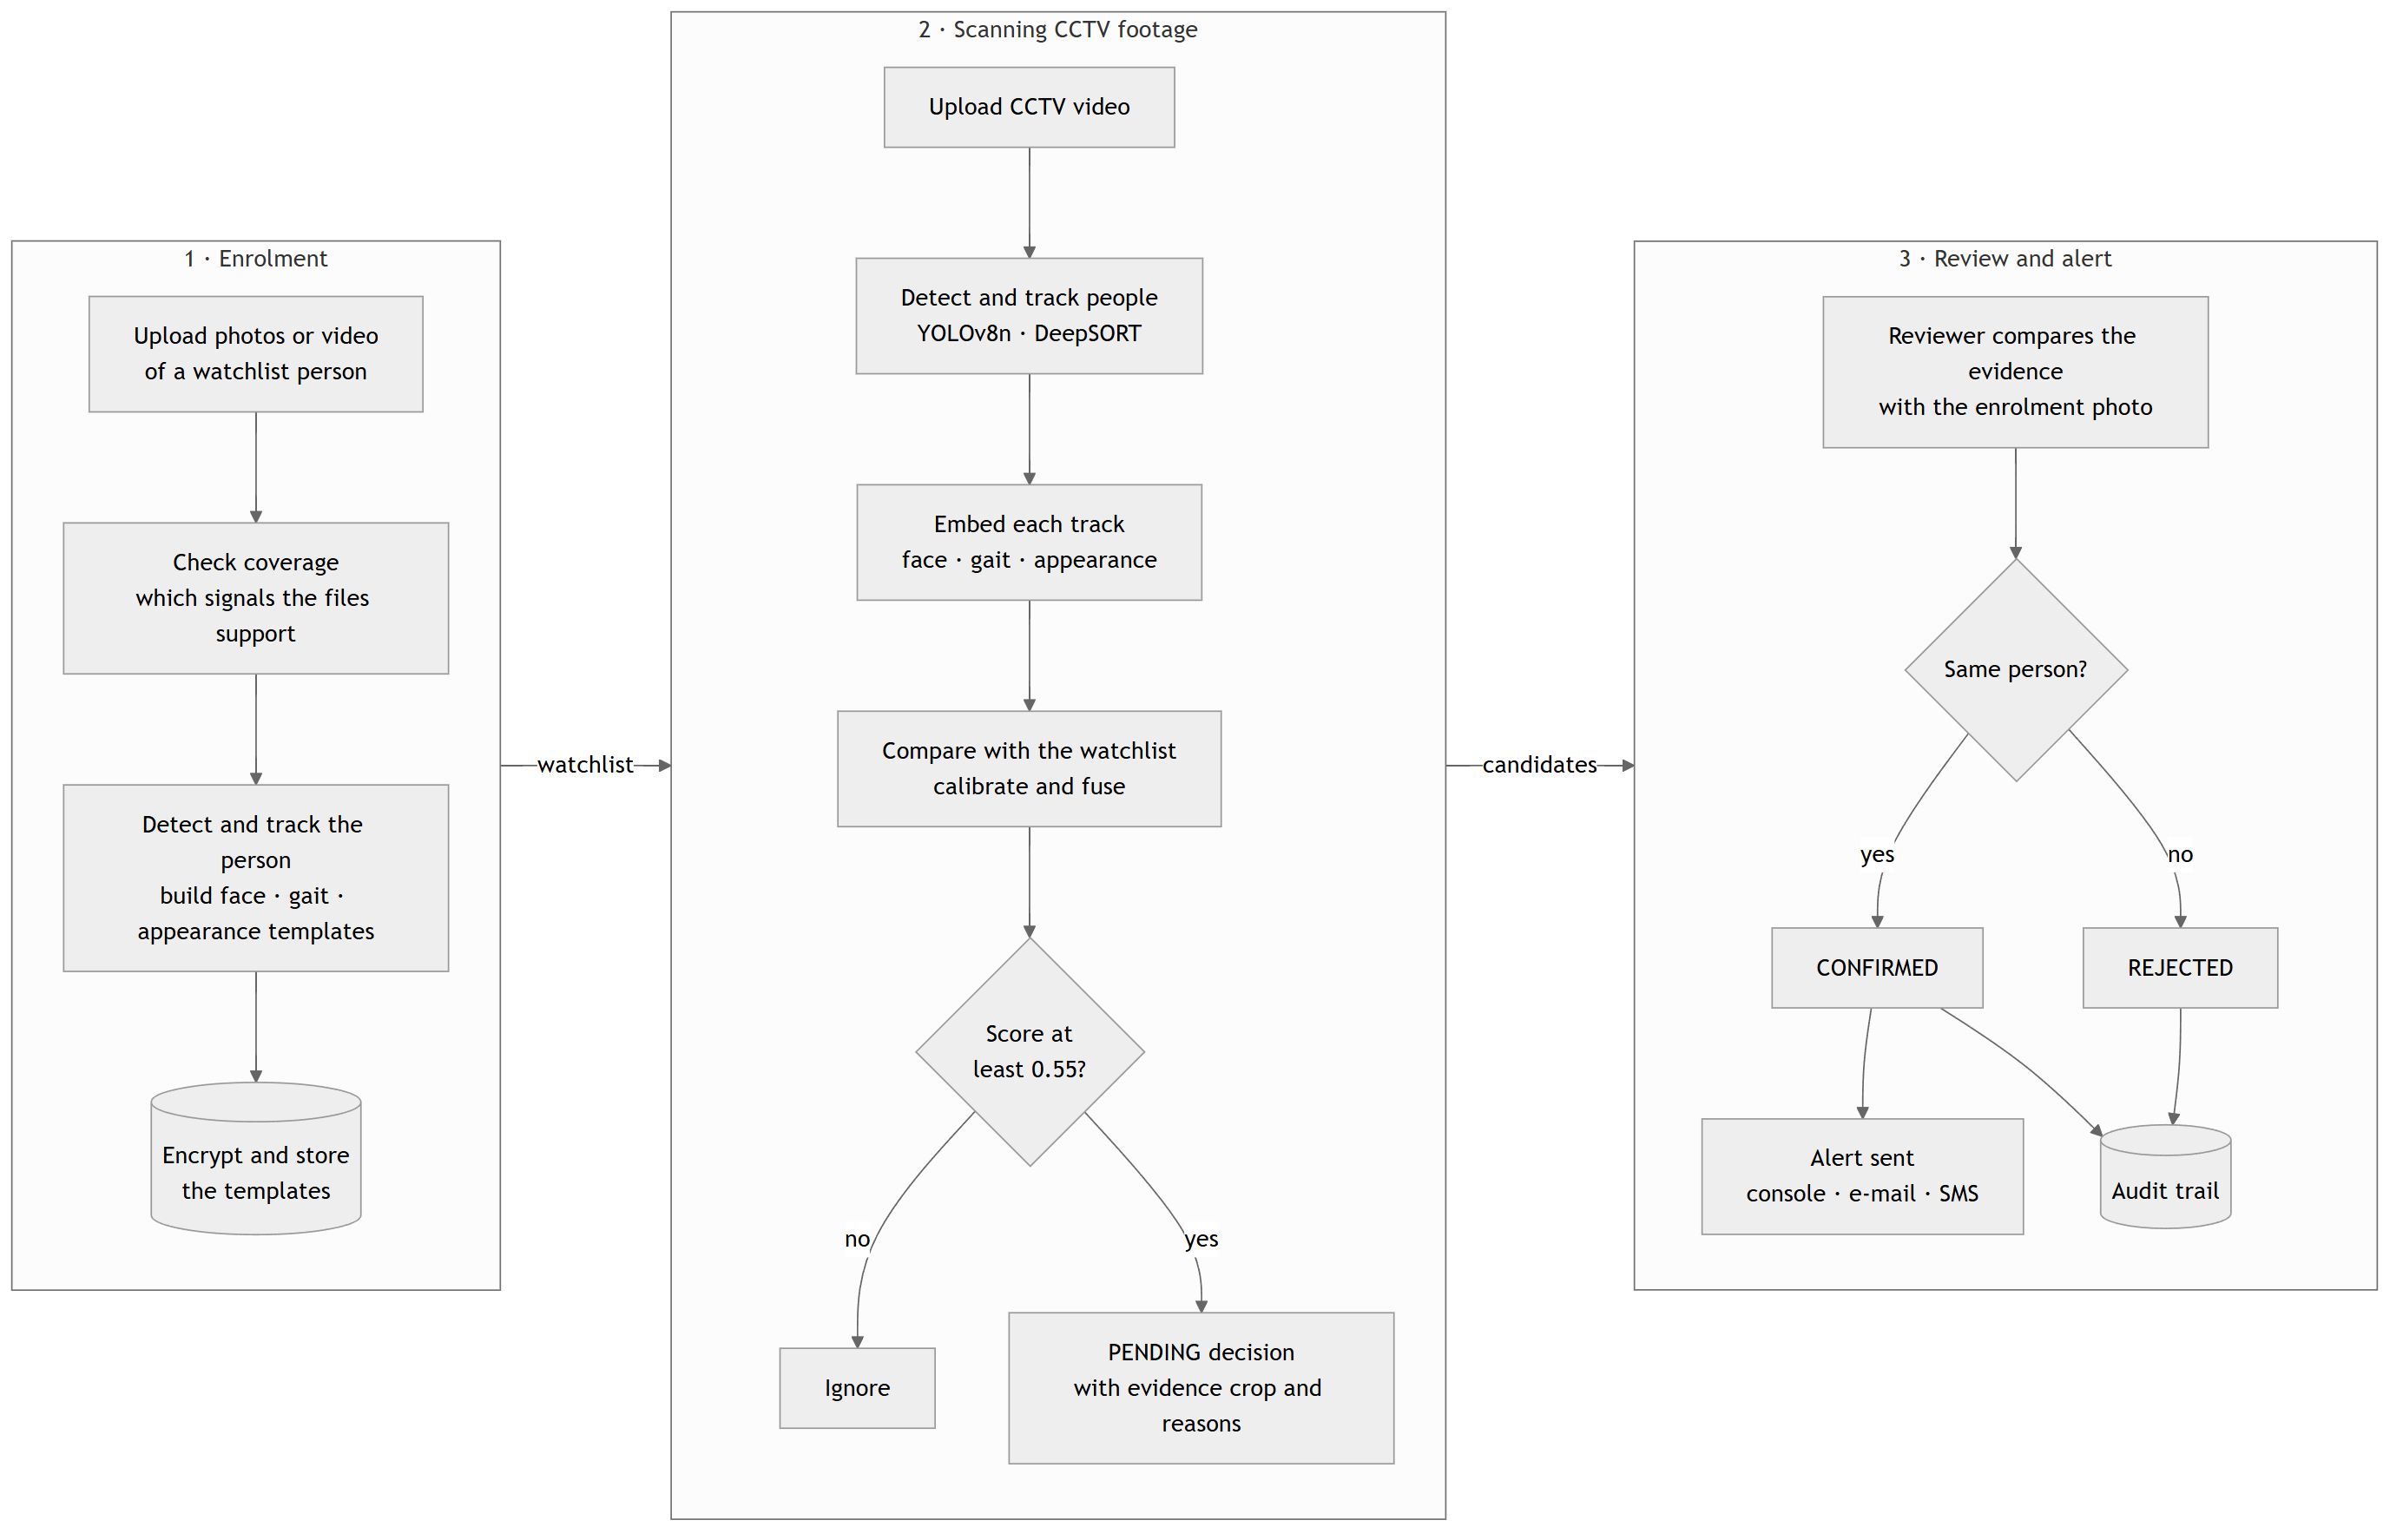 1 · Enrolment
Upload photos or video
of a watchlist person
Check coverage
which signals the files
support
Detect and track the
person
build face · gait ·
appearance templates
Encrypt and store
the templates
watchlist
2 · Scanning CCTV footage
Upload CCTV video
Detect and track people
YOLOv8n · DeepSORT
Embed each track
face · gait · appearance
Compare with the watchlist
calibrate and fuse
Score at
least 0.55?
no
yes
Ignore
PENDING decision
with evidence crop and
reasons
candidates
3 · Review and alert
Reviewer compares the
evidence
with the enrolment photo
Same person?
yes
no
CONFIRMED
REJECTED
Alert sent
console · e-mail · SMS
Audit trail